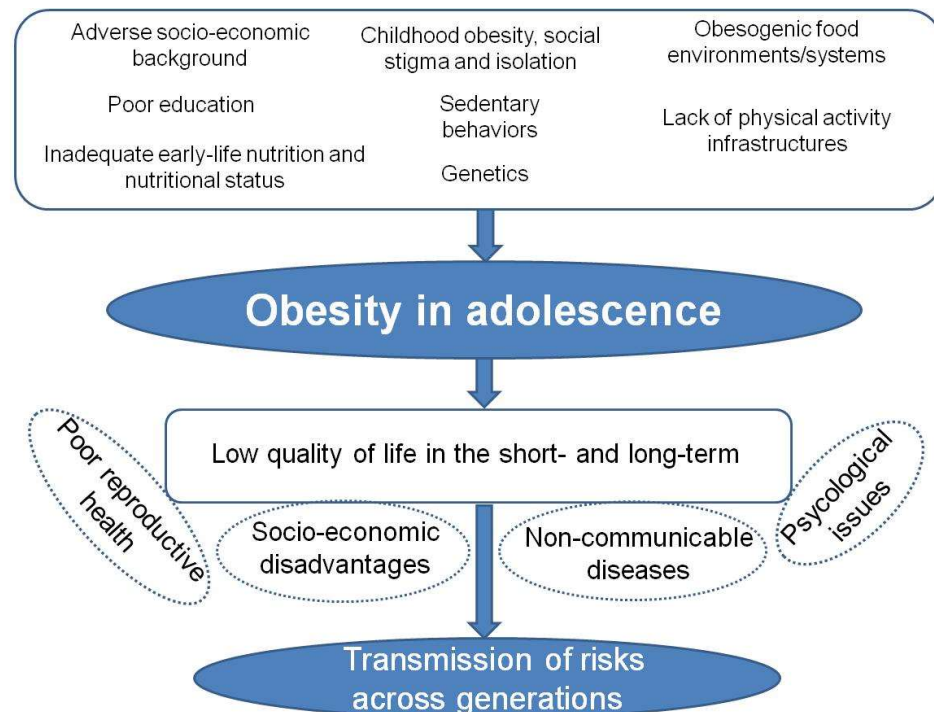 Adverse socio-economic
background
Poor education
Inadequate early-life nutrition and
nutritional status
Childhood obesity, social
stigma and isolation
Sedentary
behaviors
Genetics
Obesogenic food
environments/systems
Lack of physical activity
infrastructures
Obesity in adolescence
Low quality of life in the short- and long-term
Poor reproductive
health
Socio-economic
disadvantages
Non-communicable
diseases
Psycological
issues
Transmission of risks
across generations